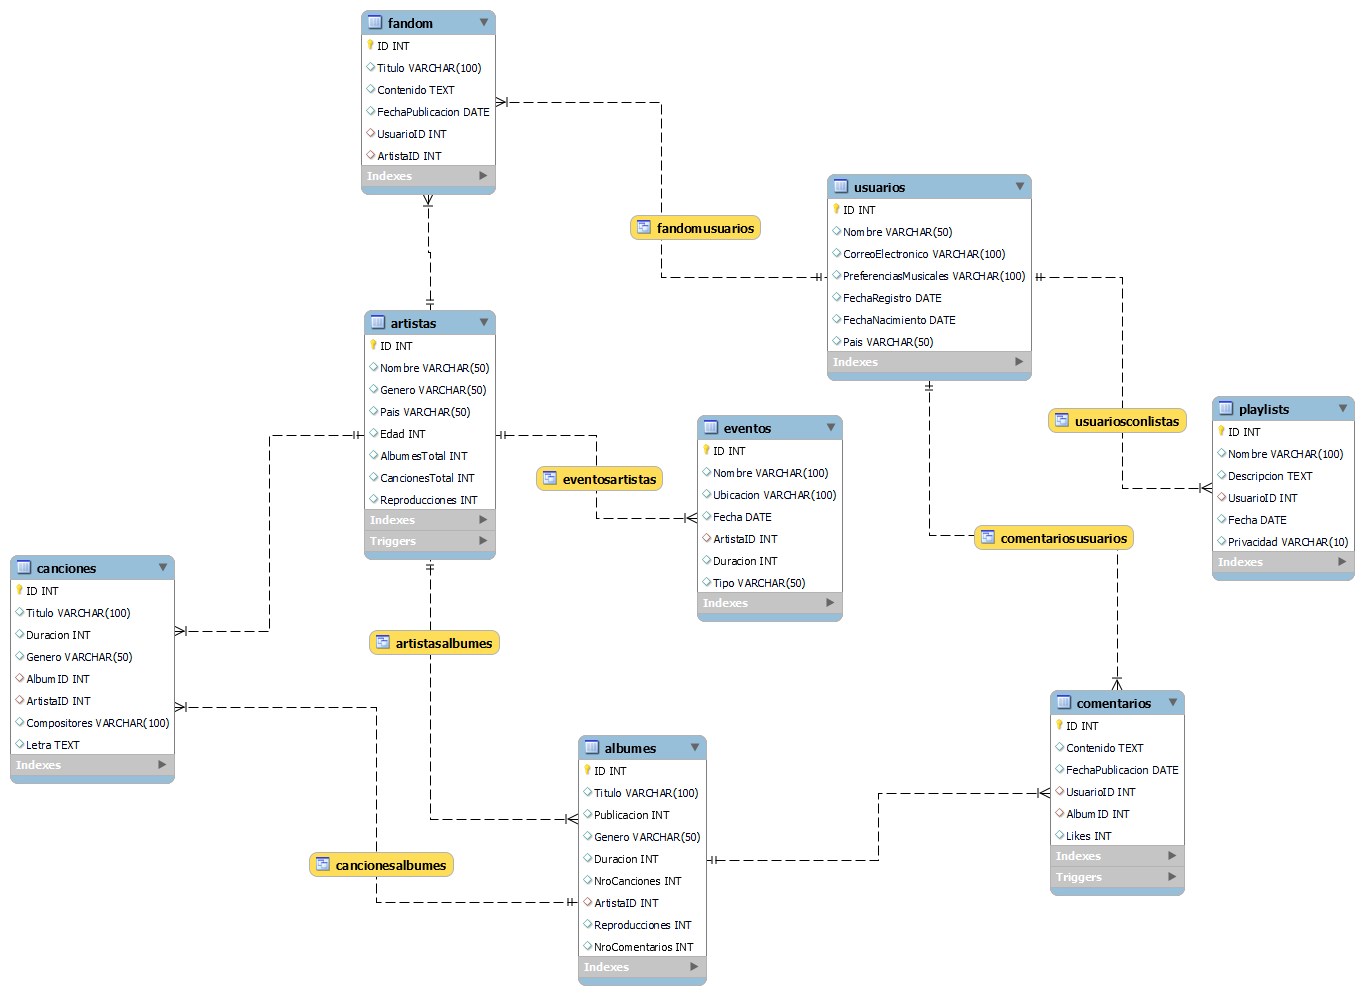 fandom
ID INT
Titulo VARCHAR(100)
Contenido TEXT
FechaPublicacion DATE
UsuarioID INT
ArtistaID INT
Indexes
fandomusuarios
usuarios
ID INT
Nombre VARCHAR(50)
CorreoElectronico VARCHAR(100)
PreferenciasMusicales VARCHAR(100)
FechaRegistro DATE
FechaNacimiento DATE
Pais VARCHAR(50)
Indexes
artistas
ID INT
Nombre VARCHAR(50)
Genero VARCHAR(50)
Pais VARCHAR(50)
Edad INT
AlbumesTotal INT
CancionesTotal INT
Reproducciones INT
Indexes
Triggers
eventosartistas
eventos
ID INT
Nombre VARCHAR(100)
Ubicacion VARCHAR(100)
Fecha DATE
ArtistaID INT
Duracion INT
Tipo VARCHAR(50)
Indexes
usuariosconlistas
playlists
ID INT
Nombre VARCHAR(100)
Descripcion TEXT
UsuarioID INT
Fecha DATE
Privacidad VARCHAR(10)
Indexes
comentariosusuarios
canciones
ID INT
Titulo VARCHAR(100)
Duracion INT
Genero VARCHAR(50)
AlbumID INT
ArtistaID INT
Compositores VARCHAR(100)
Letra TEXT
Indexes
artistasalbumes
cancionesalbumes
albumes
ID INT
Titulo VARCHAR(100)
Publicacion INT
Genero VARCHAR(50)
Duracion INT
NroCanciones INT
ArtistaID INT
Reproducciones INT
NroComentarios INT
Indexes
comentarios
ID INT
Contenido TEXT
FechaPublicacion DATE
UsuarioID INT
AlbumID INT
Likes INT
Indexes
Triggers